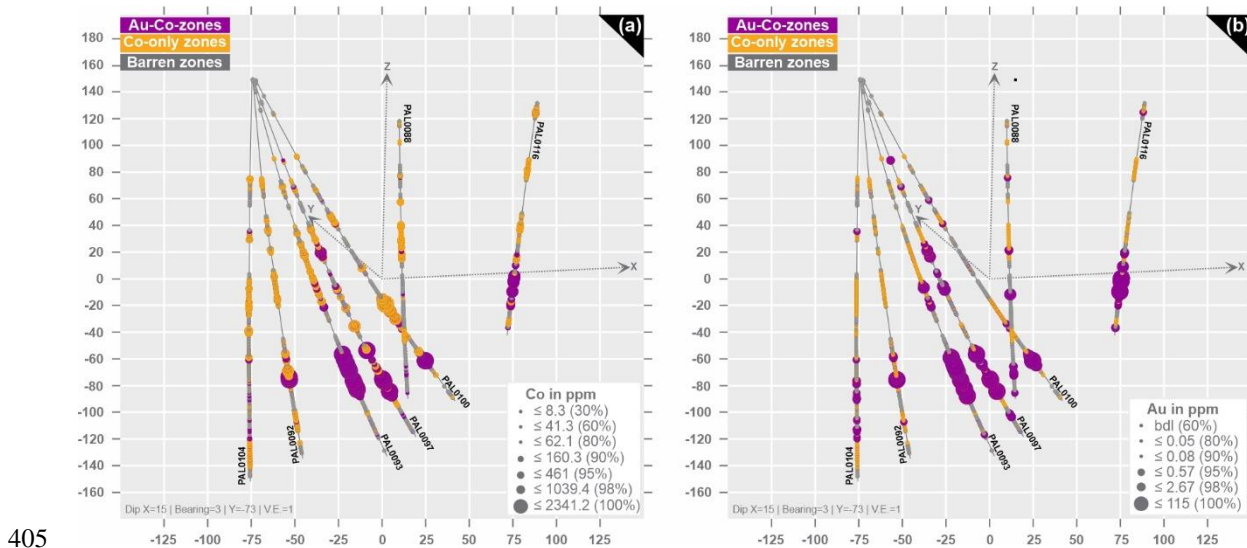 (a)
Au-Co-zones
Co-only zones
Barren zones
180
160
140
120
100
80
60
40
20
0
-20
-40
-60
-80
-100
-120
-140
-160
Z
Y
X
PAL0088
PAL0116
PAL0104
PAL0092
PAL0093
PAL0097
PAL0100
Co in ppm
≤ 8.3 (30%)
≤ 41.3 (60%)
≤ 62.1 (80%)
≤ 160.3 (90%)
≤ 461 (95%)
≤ 1039.4 (98%)
≤ 2341.2 (100%)
Dip X=15 | Bearing=3 | Y=-73 | V.E.=1
-125 -100 -75 -50 -25 0 25 50 75 100 125
(b)
Au-Co-zones
Co-only zones
Barren zones
180
160
140
120
100
80
60
40
20
0
-20
-40
-60
-80
-100
-120
-140
-160
Z
Y
X
PAL0088
PAL0116
PAL0104
PAL0092
PAL0093
PAL0097
PAL0100
Au in ppm
bdl (60%)
≤ 0.05 (80%)
≤ 0.08 (90%)
≤ 0.57 (95%)
≤ 2.67 (98%)
≤ 115 (100%)
Dip X=15 | Bearing=3 | Y=-73 | V.E.=1
-125 -100 -75 -50 -25 0 25 50 75 100 125
405